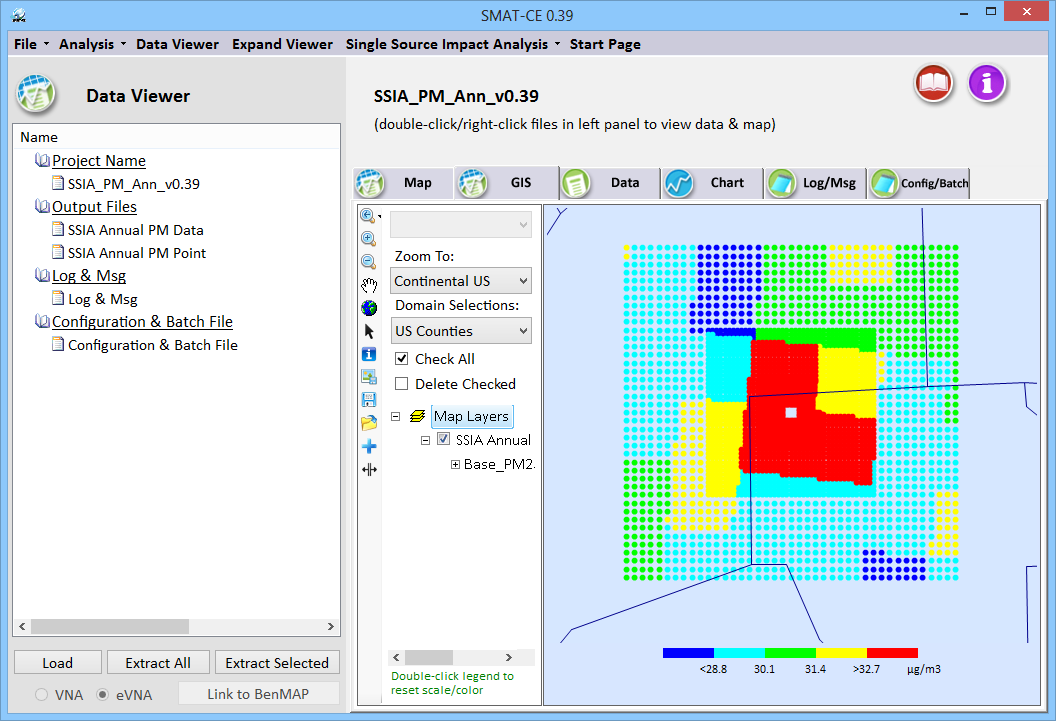 SMAT-CE 0.39
File Analysis Data Viewer Expand Viewer Single Source Impact Analysis Start Page
Data Viewer
Name
Project Name
SSIA_PM_Ann_v0.39
Output Files
SSIA Annual PM Data
SSIA Annual PM Point
Log & Msg
Log & Msg
Configuration & Batch File
Configuration & Batch File
Load Extract All Extract Selected
VNA eVNA Link to BenMAP
SSIA_PM_Ann_v0.39
(double-click/right-click files in left panel to view data & map)
Map GIS Data Chart Log/Msg Config/Batch
Zoom To:
Continental US
Domain Selections:
US Counties
Check All
Delete Checked
Map Layers
SSIA Annual
Base_PM2.
Double-click legend to
reset scale/color
<28.8 30.1 31.4 >32.7 µg/m3